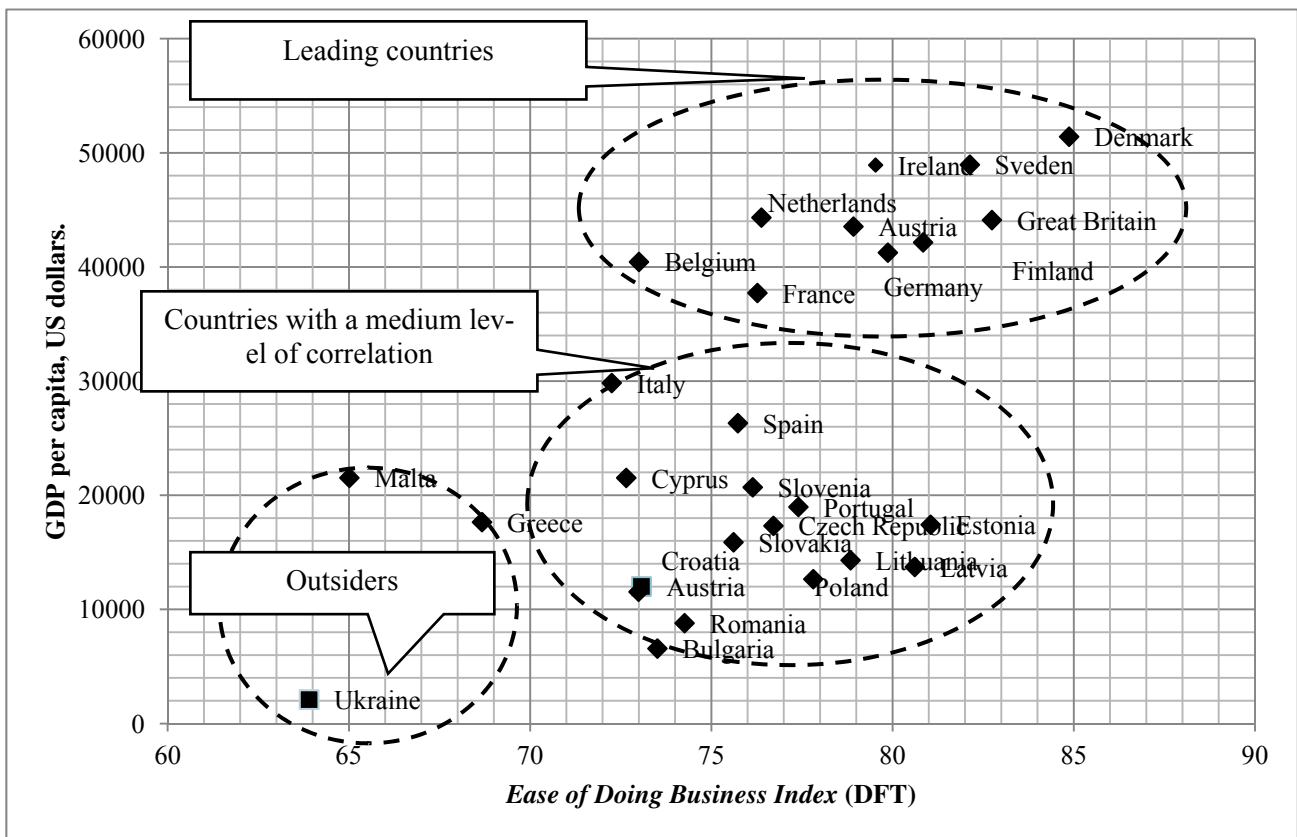 Leading countries
60000
50000
40000
30000
20000
10000
0
GDP per capita, US dollars.
Denmark
Ireland
Sveden
Netherlands
Great Britain
Austria
Belgium
Finland
France
Germany
Countries with a medium lev-
el of correlation
Italy
Spain
Malta
Cyprus
Slovenia
Portugal
Greece
Czech Republic
Estonia
Slovakia
Croatia
Lithuania
Latvia
Outsiders
Austria
Poland
Romania
Bulgaria
Ukraine
60
65
70
75
80
85
90
Ease of Doing Business Index (DFT)